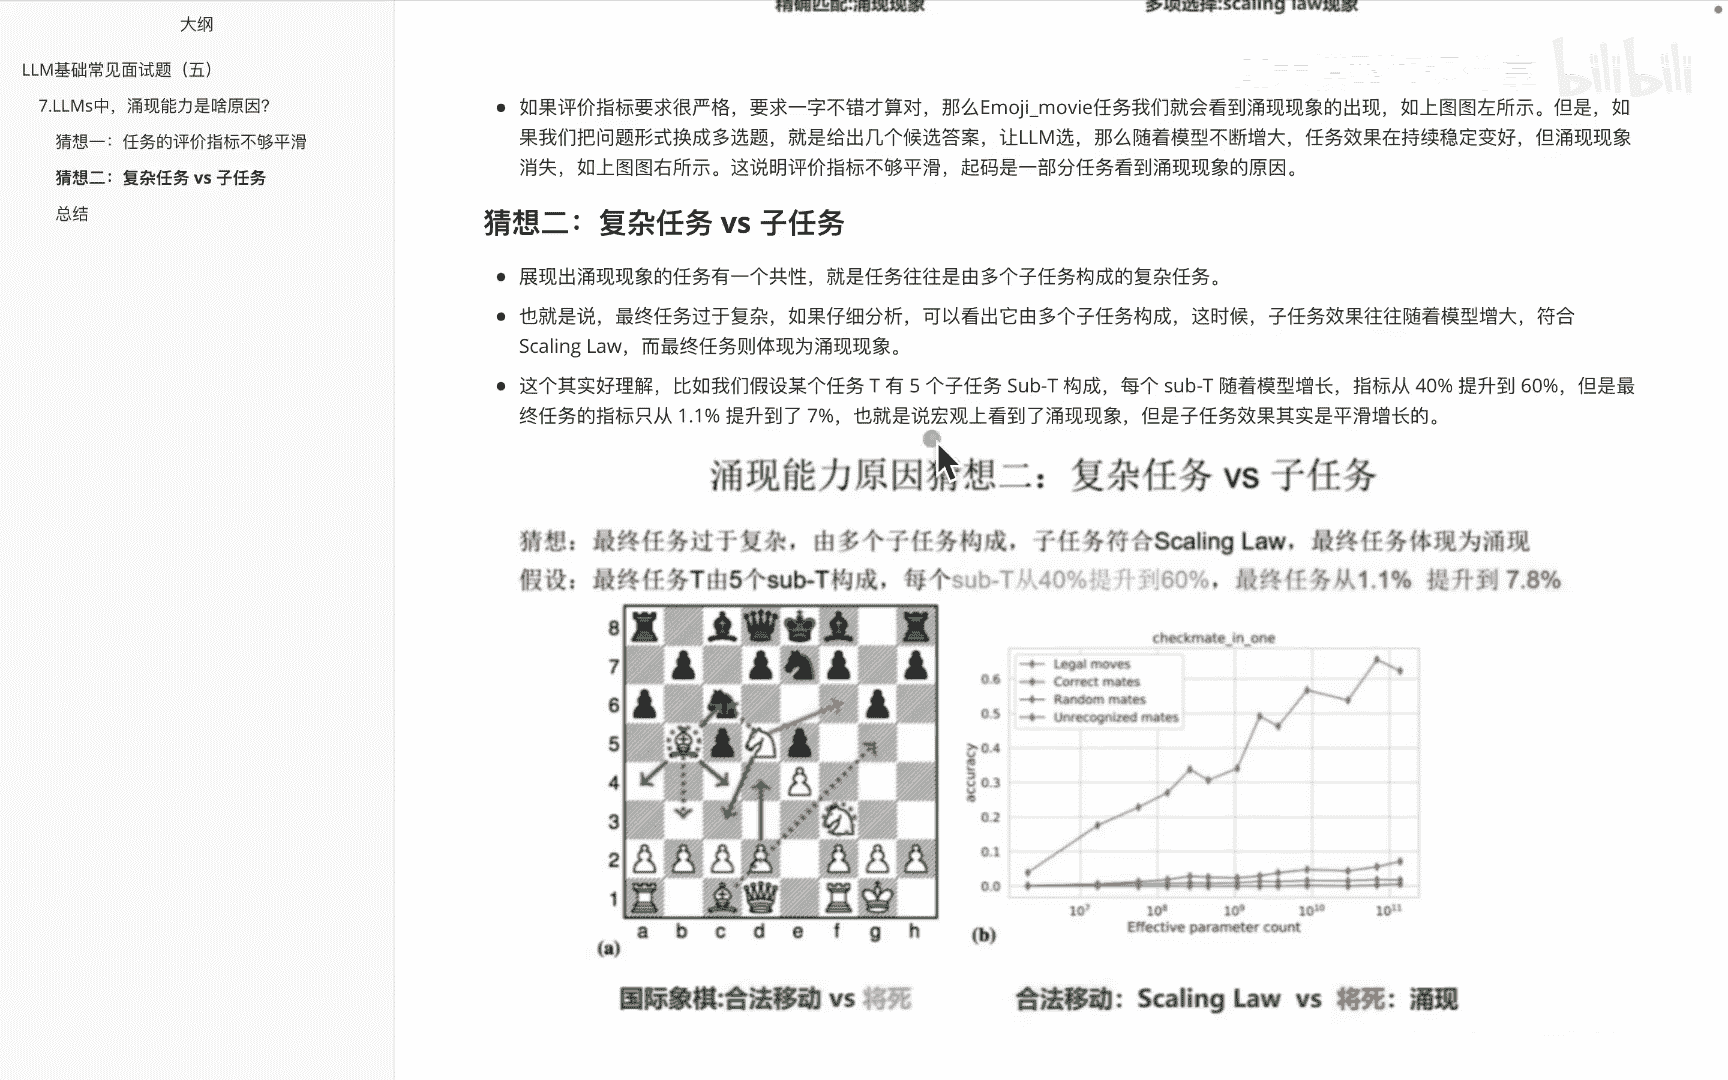 大纲
LLM基础常见面试题（五）
7.LLMs中，涌现能力是啥原因？
猜想一：任务的评价指标不够平滑
猜想二：复杂任务 vs 子任务
总结
精确匹配:涌现现象
多项选择:scaling law现象
bilibili
如果评价指标要求很严格，要求一字不错才算对，那么Emoji_movie任务我们就会看到涌现现象的出现，如上图图左所示。但是，如
果我们把问题形式换成多选题，就是给出几个候选答案，让LLM选，那么随着模型不断增大，任务效果在持续稳定变好，但涌现现象
消失，如上图图右所示。这说明评价指标不够平滑，起码是一部分任务看到涌现现象的原因。
猜想二：复杂任务 vs 子任务
展现出涌现现象的任务有一个共性，就是任务往往是由多个子任务构成的复杂任务。
也就是说，最终任务过于复杂，如果仔细分析，可以看出它由多个子任务构成，这时候，子任务效果往往随着模型增大，符合
Scaling Law，而最终任务则体现为涌现现象。
这个其实好理解，比如我们假设某个任务 T 有 5 个子任务 Sub-T 构成，每个 sub-T 随着模型增长，指标从 40% 提升到 60%，但是最
终任务的指标只从 1.1% 提升到了 7%，也就是说宏观上看到了涌现现象，但是子任务效果其实是平滑增长的。
涌现能力原因猜想二：复杂任务 vs 子任务
猜想：最终任务过于复杂，由多个子任务构成，子任务符合Scaling Law，最终任务体现为涌现
假设：最终任务T由5个sub-T构成，每个sub-T从40%提升到60%，最终任务从1.1% 提升到 7.8%
8
7
6
5
4
3
2
1
a b c d e f g h
(a)
checkmate_in_one
Legal moves
Correct mates
Random mates
Unrecognized mates
accuracy
0.6
0.5
0.4
0.3
0.2
0.1
0.0
10⁷ 10⁸ 10⁹ 10¹⁰ 10¹¹
Effective parameter count
(b)
国际象棋:合法移动 vs 将死
合法移动：Scaling Law vs 将死：涌现